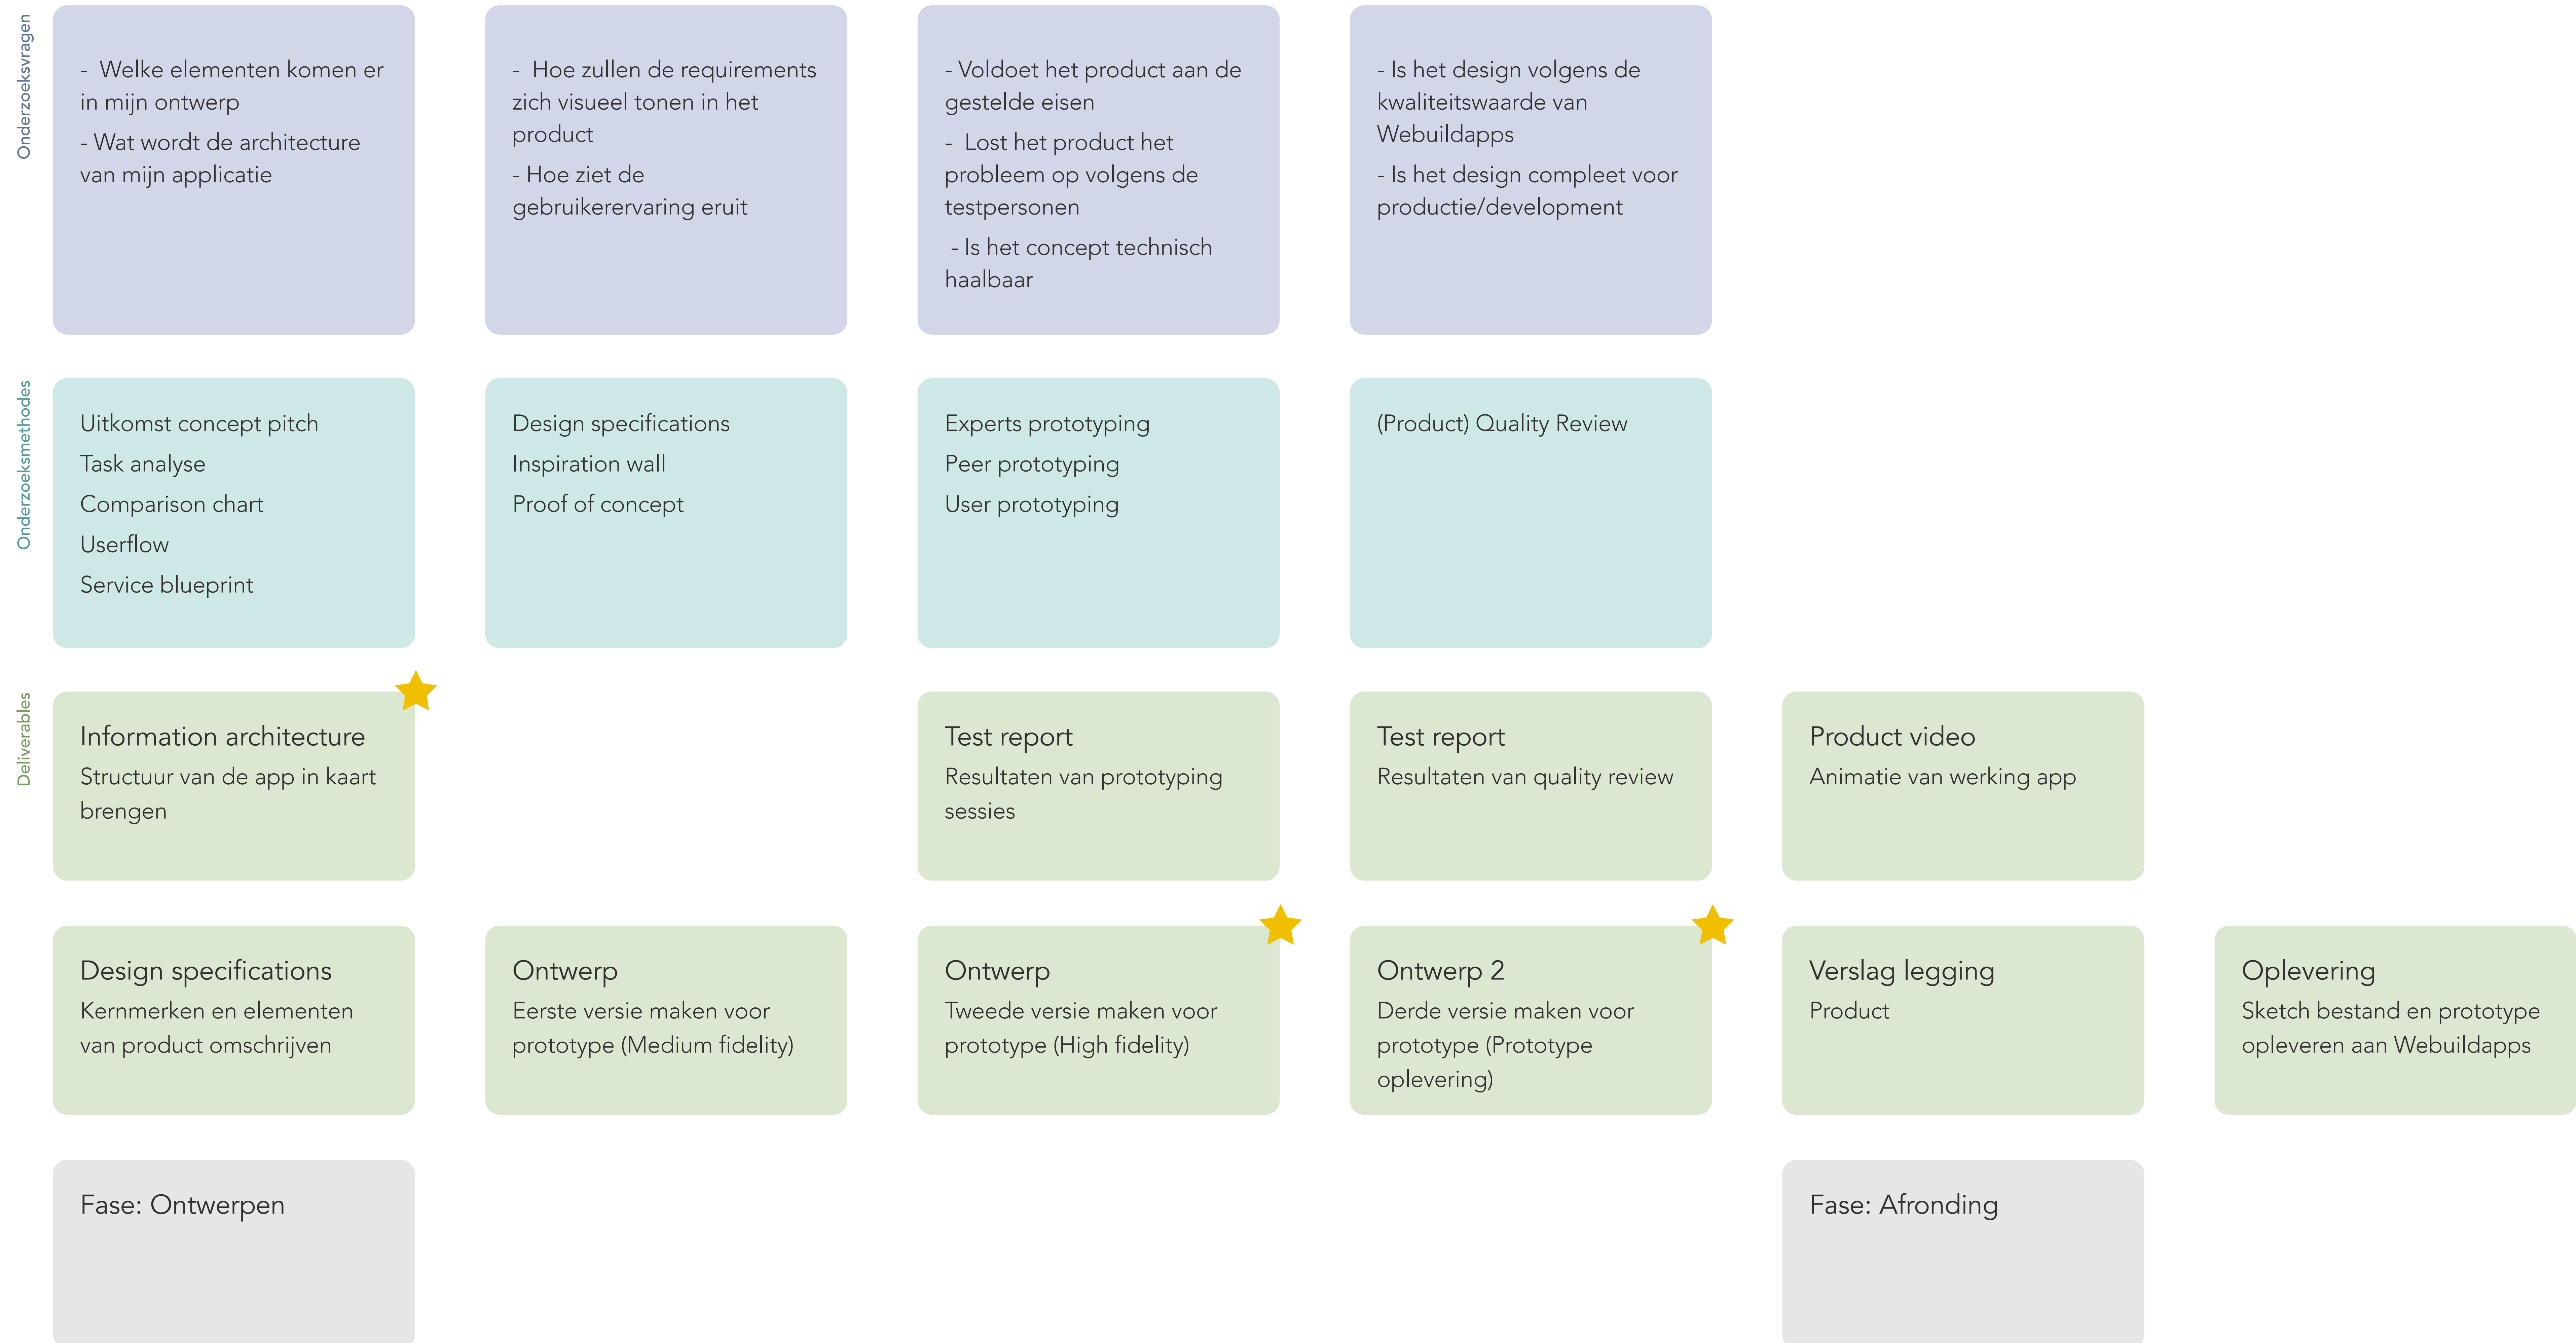 Onderzoeksvragen
- Welke elementen komen er
in mijn ontwerp
- Wat wordt de architecture
van mijn applicatie
- Hoe zullen de requirements
zich visueel tonen in het
product
- Hoe ziet de
gebruikerervaring eruit
- Voldoet het product aan de
gestelde eisen
- Lost het product het
probleem op volgens de
testpersonen
- Is het concept technisch
haalbaar
- Is het design volgens de
kwaliteitswaarde van
Webuildapps
- Is het design compleet voor
productie/development
Onderzoeksmethodes
Uitkomst concept pitch
Task analyse
Comparison chart
Userflow
Service blueprint
Design specifications
Inspiration wall
Proof of concept
Experts prototyping
Peer prototyping
User prototyping
(Product) Quality Review
Deliverables
Information architecture
Structuur van de app in kaart
brengen
Test report
Resultaten van prototyping
sessies
Test report
Resultaten van quality review
Product video
Animatie van werking app
Design specifications
Kernmerken en elementen
van product omschrijven
Ontwerp
Eerste versie maken voor
prototype (Medium fidelity)
Ontwerp
Tweede versie maken voor
prototype (High fidelity)
Ontwerp 2
Derde versie maken voor
prototype (Prototype
oplevering)
Verslag legging
Product
Oplevering
Sketch bestand en prototype
opleveren aan Webuildapps
Fase: Ontwerpen
Fase: Afronding